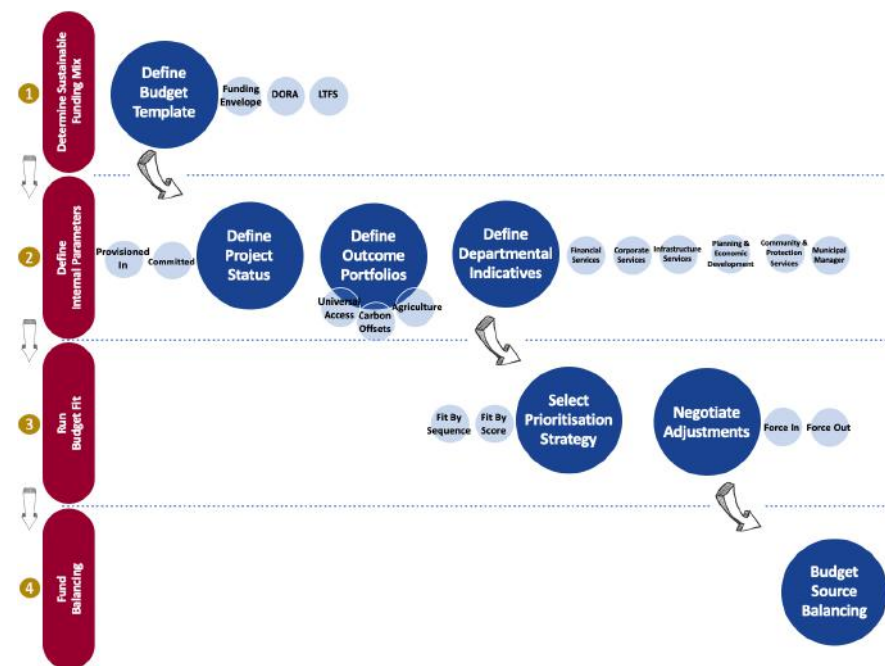 1
Determine Sustainable
Funding Mix
Define
Budget
Template
Funding
Envelope
DORA
LTFS
2
Define
Internal Parameters
Provisioned
In
Committed
Define
Project
Status
Define
Outcome
Portfolios
Universal
Access
Carbon
Offsets
Agriculture
Define
Departmental
Indicatives
Financial
Services
Corporate
Services
Infrastructure
Services
Planning &
Economic
Development
Community &
Protection
Services
Municipal
Manager
3
Run
Budget Fit
Fit By
Sequence
Fit By
Score
Select
Prioritisation
Strategy
Negotiate
Adjustments
Force In
Force Out
4
Fund
Balancing
Budget
Source
Balancing